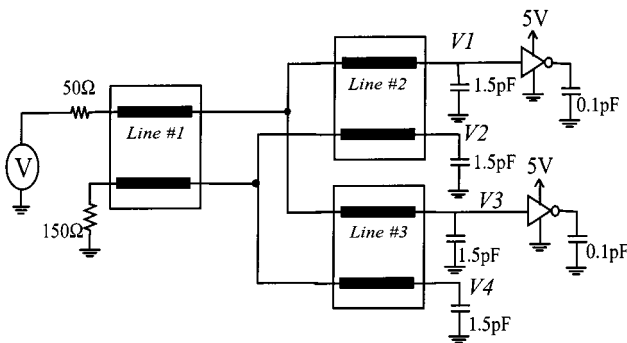 5V
V1
50Ω
Line #2
1.5pF
0.1pF
Line #1
V2
V
1.5pF
5V
150Ω
V3
Line #3
1.5pF
0.1pF
V4
1.5pF